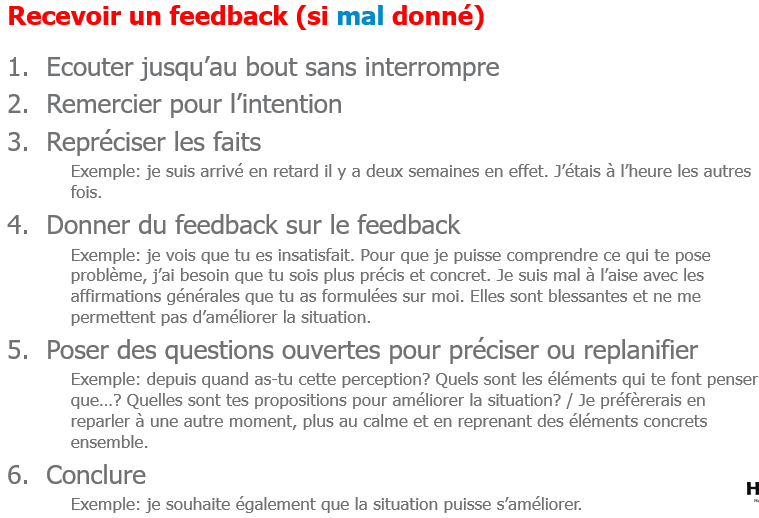 Recevoir un feedback (si mal donné)
1. Ecouter jusqu’au bout sans interrompre
2. Remercier pour l’intention
3. Repréciser les faits
Exemple: je suis arrivé en retard il y a deux semaines en effet. J’étais à l’heure les autres
fois.
4. Donner du feedback sur le feedback
Exemple: je vois que tu es insatisfait. Pour que je puisse comprendre ce qui te pose
problème, j’ai besoin que tu sois plus précis et concret. Je suis mal à l’aise avec les
affirmations générales que tu as formulées sur moi. Elles sont blessantes et ne me
permettent pas d’améliorer la situation.
5. Poser des questions ouvertes pour préciser ou replanifier
Exemple: depuis quand as-tu cette perception? Quels sont les éléments qui te font penser
que…? Quelles sont tes propositions pour améliorer la situation? / Je préfèrerais en
reparler à une autre moment, plus au calme et en reprenant des éléments concrets
ensemble.
6. Conclure
H
Exemple: je souhaite également que la situation puisse s’améliorer.